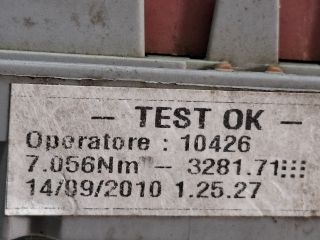 — TEST OK —
Operatore : 10426
7.056Nm — 3281.71
14/09/2010 1.25.27